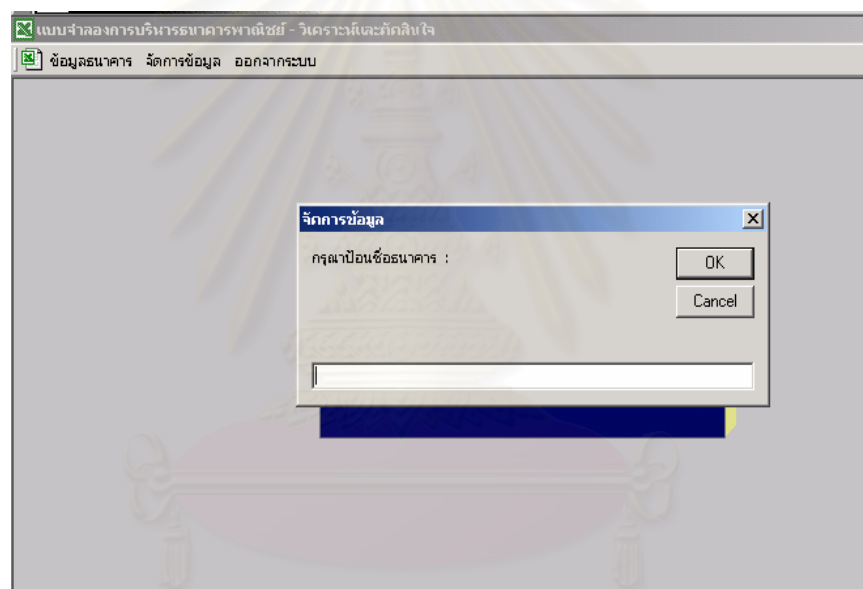 แบบจำลองการบริหารธนาคารพาณิชย์ - วิเคราะห์และตัดสินใจ
ข้อมูลธนาคาร จัดการข้อมูล ออกจากระบบ
จัดการข้อมูล
กรุณาป้อนชื่อธนาคาร :
OK
Cancel